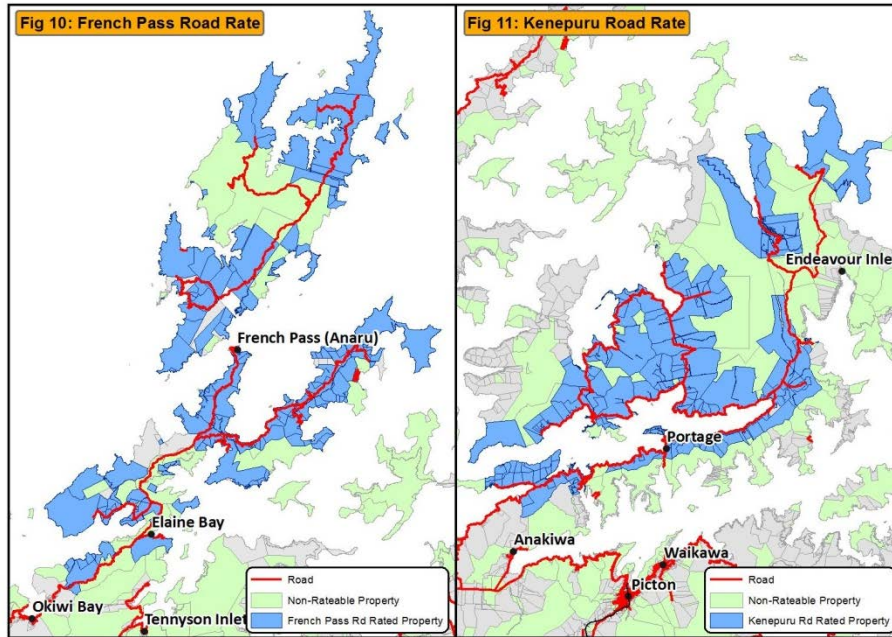 Fig 10: French Pass Road Rate
French Pass (Anaru)
Elaine Bay
Okiwi Bay
Tennyson Inlet
Road
Non-Rateable Property
French Pass Rd Rated Property
Fig 11: Kenepuru Road Rate
Endeavour Inle
Portage
Anakiwa
Waikawa
Picton
Road
Non-Rateable Property
Kenepuru Rd Rated Property